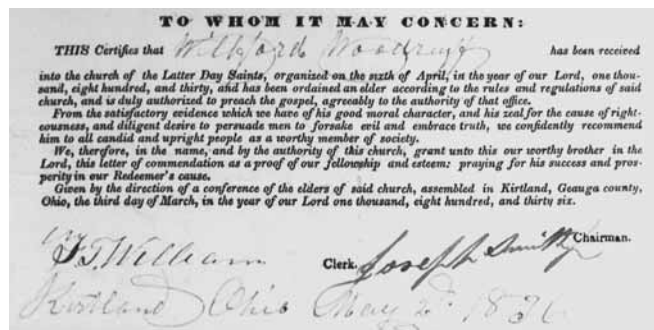 TO WHOM IT MAY CONCERN:
THIS Certifies that Willford Woodruff has been received
into the church of the Latter Day Saints, organized on the sixth of April, in the year of our Lord, one thou-
sand, eight hundred, and thirty, and has been ordained an elder according to the rules and regulations of said
church, and is duly authorized to preach the gospel, agreeably to the authority of that office.
From the satisfactory evidence which we have of his good moral character, and his zeal for the cause of right-
eousness, and diligent desire to persuade men to forsake evil and embrace truth, we confidently recommend
him to all candid and upright people as a worthy member of society.
We, therefore, in the name, and by the authority of this church, grant unto this our worthy brother in the
Lord, this letter of commendation as a proof of our fellowship and esteem: praying for his success and pros-
perity in our Redeemer's cause.
Given by the direction of a conference of the elders of said church, assembled in Kirtland, Geauga county,
Ohio, the third day of March, in the year of our Lord one thousand, eight hundred, and thirty six.
Joseph Smith Chairman.
William Clerk.
Kirtland Ohio May 2d 1836